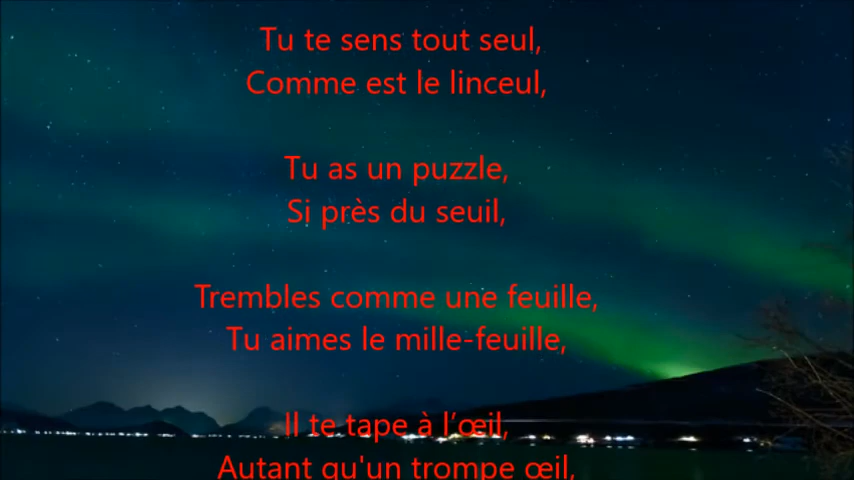 Tu te sens tout seul,
Comme est le linceul,
Tu as un puzzle,
Si près du seuil,
Trembles comme une feuille,
Tu aimes le mille-feuille,
Il te tape à l’œil,
Autant qu'un trompe œil,